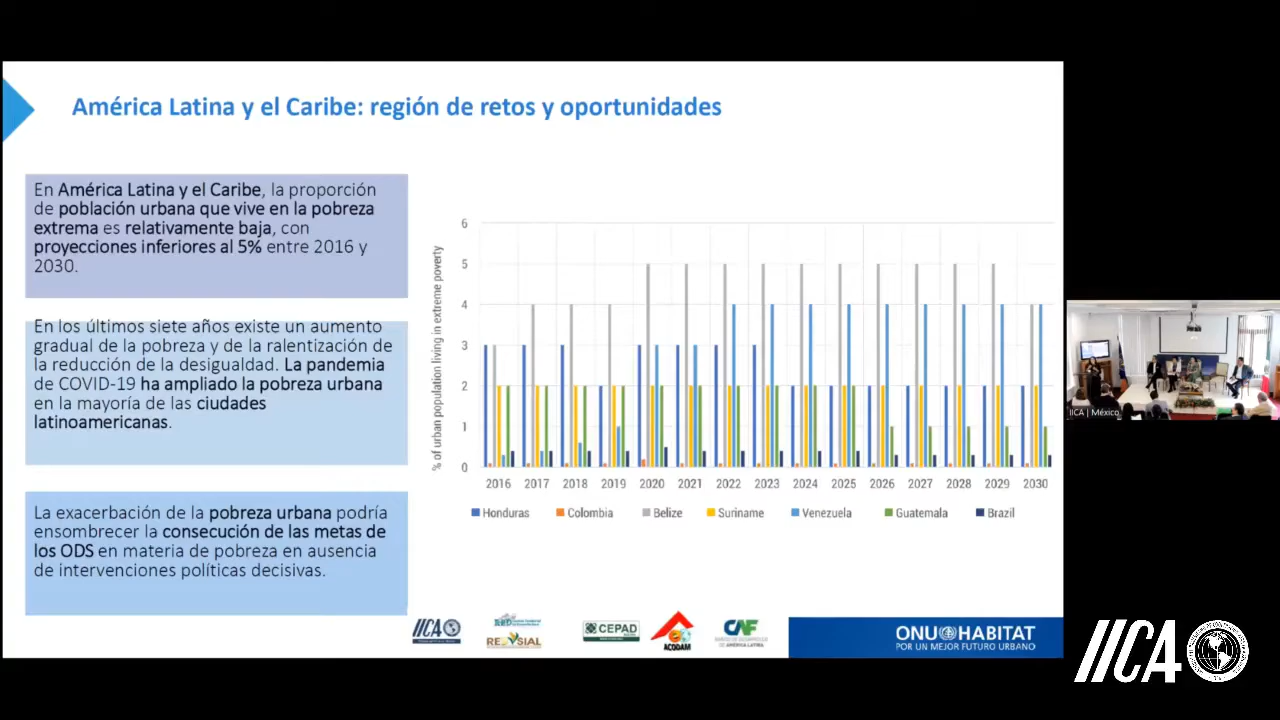 América Latina y el Caribe: región de retos y oportunidades
En América Latina y el Caribe, la proporción
de población urbana que vive en la pobreza
extrema es relativamente baja, con
proyecciones inferiores al 5% entre 2016 y
2030.
En los últimos siete años existe un aumento
gradual de la pobreza y de la ralentización de
la reducción de la desigualdad. La pandemia
de COVID-19 ha ampliado la pobreza urbana
en la mayoría de las ciudades
latinoamericanas.
La exacerbación de la pobreza urbana podría
ensombrecer la consecución de las metas de
los ODS en materia de pobreza en ausencia
de intervenciones políticas decisivas.
% of urban population living in extreme poverty
6
5
4
3
2
1
0
2016 2017 2018 2019 2020 2021 2022 2023 2024 2025 2026 2027 2028 2029 2030
Honduras Colombia Belize Suriname Venezuela Guatemala Brazil
IICA
CEPAD
ACODAM
CAF
BANCO DE DESARROLLO
DE AMÉRICA LATINA
ONU HABITAT
POR UN MEJOR FUTURO URBANO
IICA | México
IICA